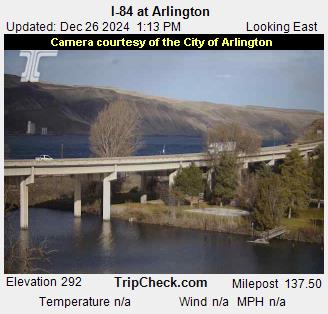 I-84 at Arlington
Updated: Dec 26 2024 1:13 PM Looking East
Camera courtesy of the City of Arlington
Elevation 292 TripCheck.com Milepost 137.50
Temperature n/a Wind n/a MPH n/a